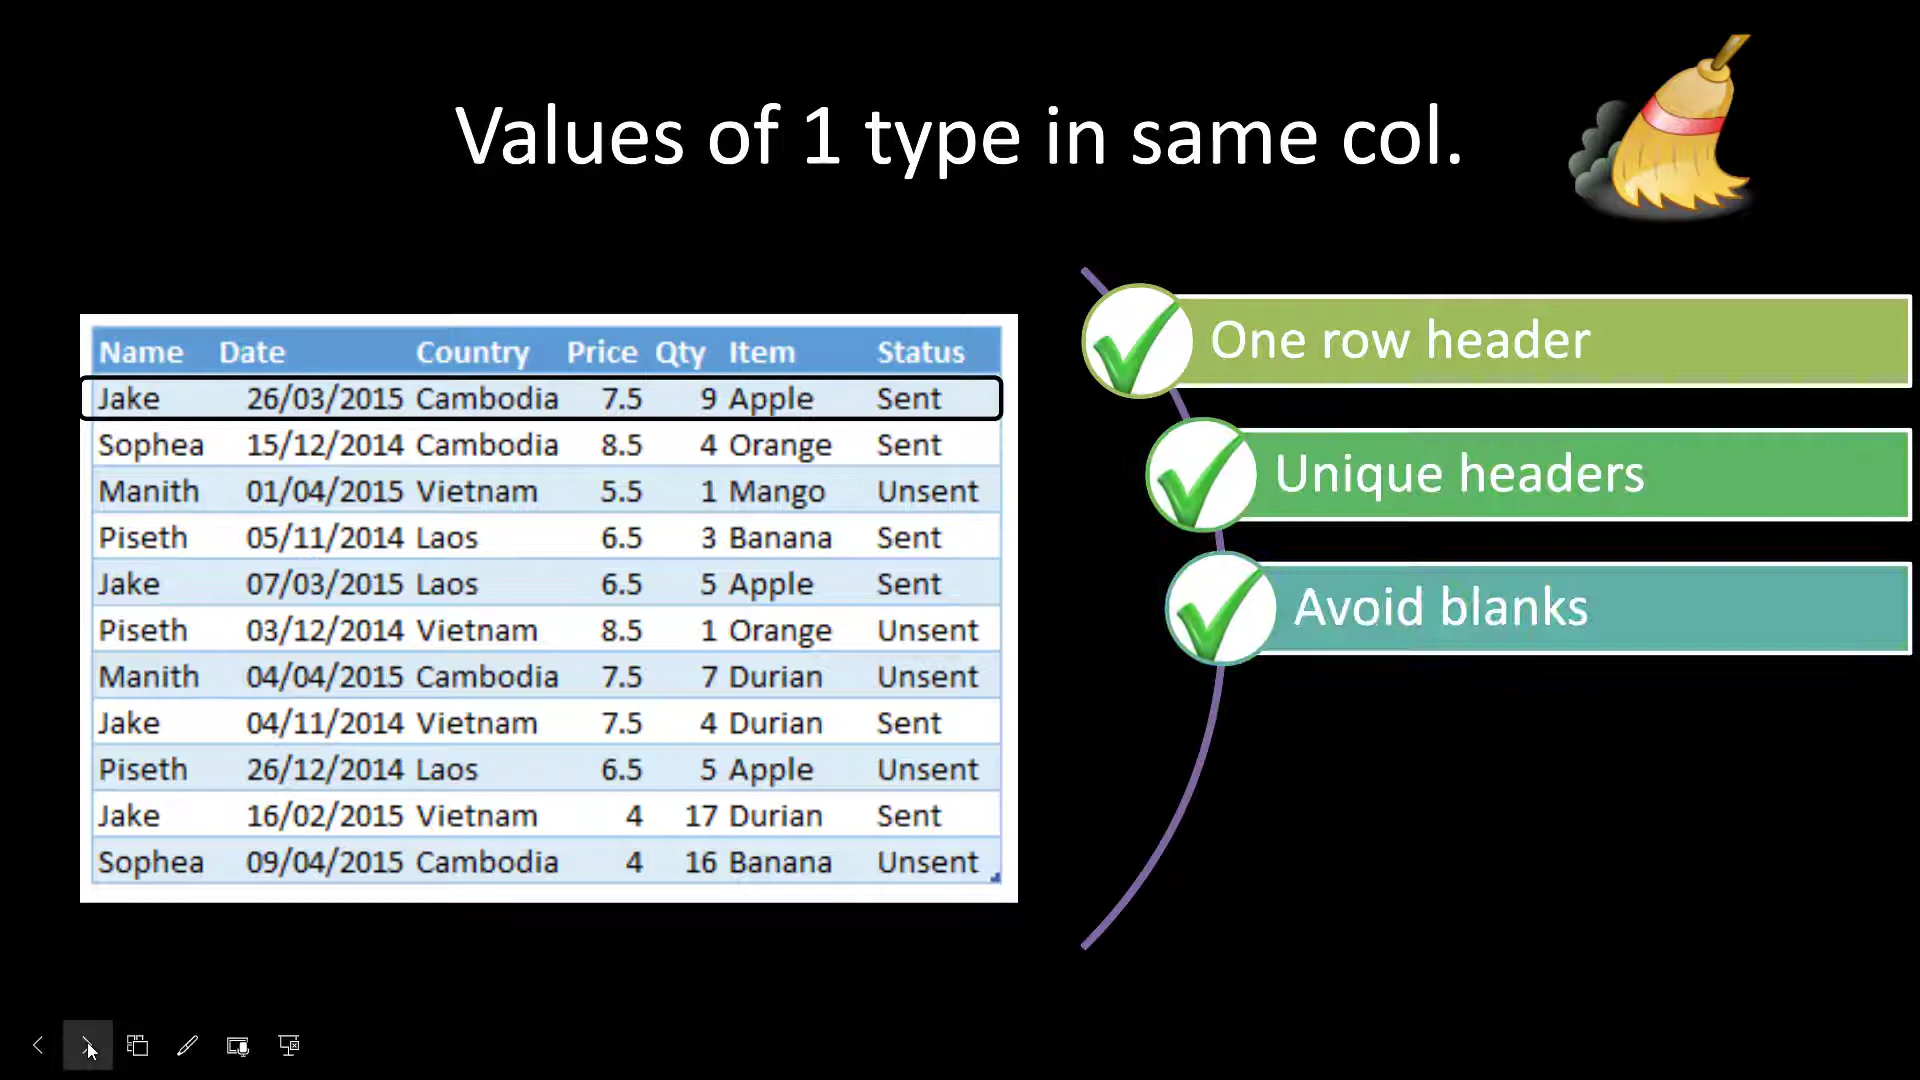 Values of 1 type in same col.
Name Date Country Price Qty Item Status
Jake 26/03/2015 Cambodia 7.5 9 Apple Sent
Sophea 15/12/2014 Cambodia 8.5 4 Orange Sent
Manith 01/04/2015 Vietnam 5.5 1 Mango Unsent
Piseth 05/11/2014 Laos 6.5 3 Banana Sent
Jake 07/03/2015 Laos 6.5 5 Apple Sent
Piseth 03/12/2014 Vietnam 8.5 1 Orange Unsent
Manith 04/04/2015 Cambodia 7.5 7 Durian Unsent
Jake 04/11/2014 Vietnam 7.5 4 Durian Sent
Piseth 26/12/2014 Laos 6.5 5 Apple Unsent
Jake 16/02/2015 Vietnam 4 17 Durian Sent
Sophea 09/04/2015 Cambodia 4 16 Banana Unsent
One row header
Unique headers
Avoid blanks